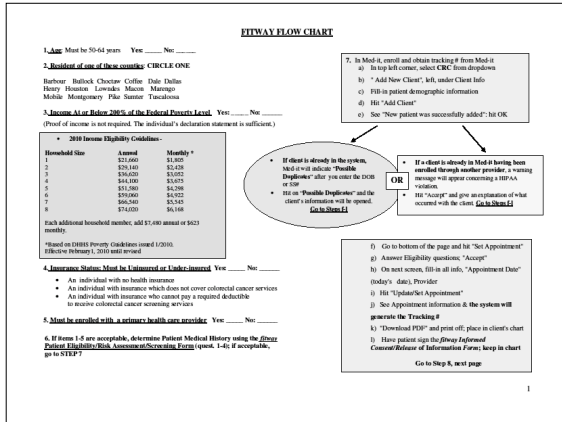 FITWAY FLOW CHART
1. Age: Must be 50-64 years Yes: _____ No: _____
2. Resident of one of these counties: CIRCLE ONE
Barbour Bullock Choctaw Coffee Dale Dallas
Henry Houston Lowndes Macon Marengo
Mobile Montgomery Pike Sumter Tuscaloosa
3. Income At or Below 200% of the Federal Poverty Level Yes: _____ No: _____
(Proof of income is not required. The individual's declaration statement is sufficient.)
• 2010 Income Eligibility Guidelines -
Household Size Annual Monthly *
1 $21,660 $1,805
2 $29,140 $2,428
3 $36,620 $3,052
4 $44,100 $3,675
5 $51,580 $4,298
6 $59,060 $4,922
7 $66,540 $5,545
8 $74,020 $6,168
Each additional household member, add $7,480 annual or $623
monthly.
*Based on DHHS Poverty Guidelines issued 1/2010.
Effective February1, 2010 until revised
4. Insurance Status: Must be Uninsured or Under-insured Yes: _____ No: _____
• An individual with no health insurance
• An individual with insurance which does not cover colorectal cancer services
• An individual with insurance who cannot pay a required deductible
to receive colorectal cancer screening services
5. Must be enrolled with a primary health care provider Yes: _____ No: _____
6. If items 1-5 are acceptable, determine Patient Medical History using the fitway
Patient Eligibility/Risk Assessment/Screening Form (quest. 1-4); if acceptable,
go to STEP 7
7. In Med-it, enroll and obtain tracking # from Med-it
a) In top left corner, select CRC from dropdown
b) " Add New Client", left, under Client Info
c) Fill-in patient demographic information
d) Hit "Add Client"
e) See "New patient was successfully added": hit OK
• If client is already in the system,
Med-it will indicate "Possible
Duplicates" after you enter the DOB
or SS#
• Hit on "Possible Duplicates" and the
client's information will be opened.
Go to Steps f-l
OR
• If a client is already in Med-it having been
enrolled through another provider, a warning
message will appear concerning a HIPAA
violation.
• Hit "Accept" and give an explanation of what
occurred with the client. Go to Steps f-l
f) Go to bottom of the page and hit "Set Appointment"
g) Answer Eligibility questions; "Accept"
h) On next screen, fill-in all info, "Appointment Date"
(today's date), Provider
i) Hit "Update/Set Appointment"
j) See Appointment information & the system will
generate the Tracking #
k) "Download PDF" and print off; place in client's chart
l) Have patient sign the fitway Informed
Consent/Release of Information Form; keep in chart
Go to Step 8, next page
1